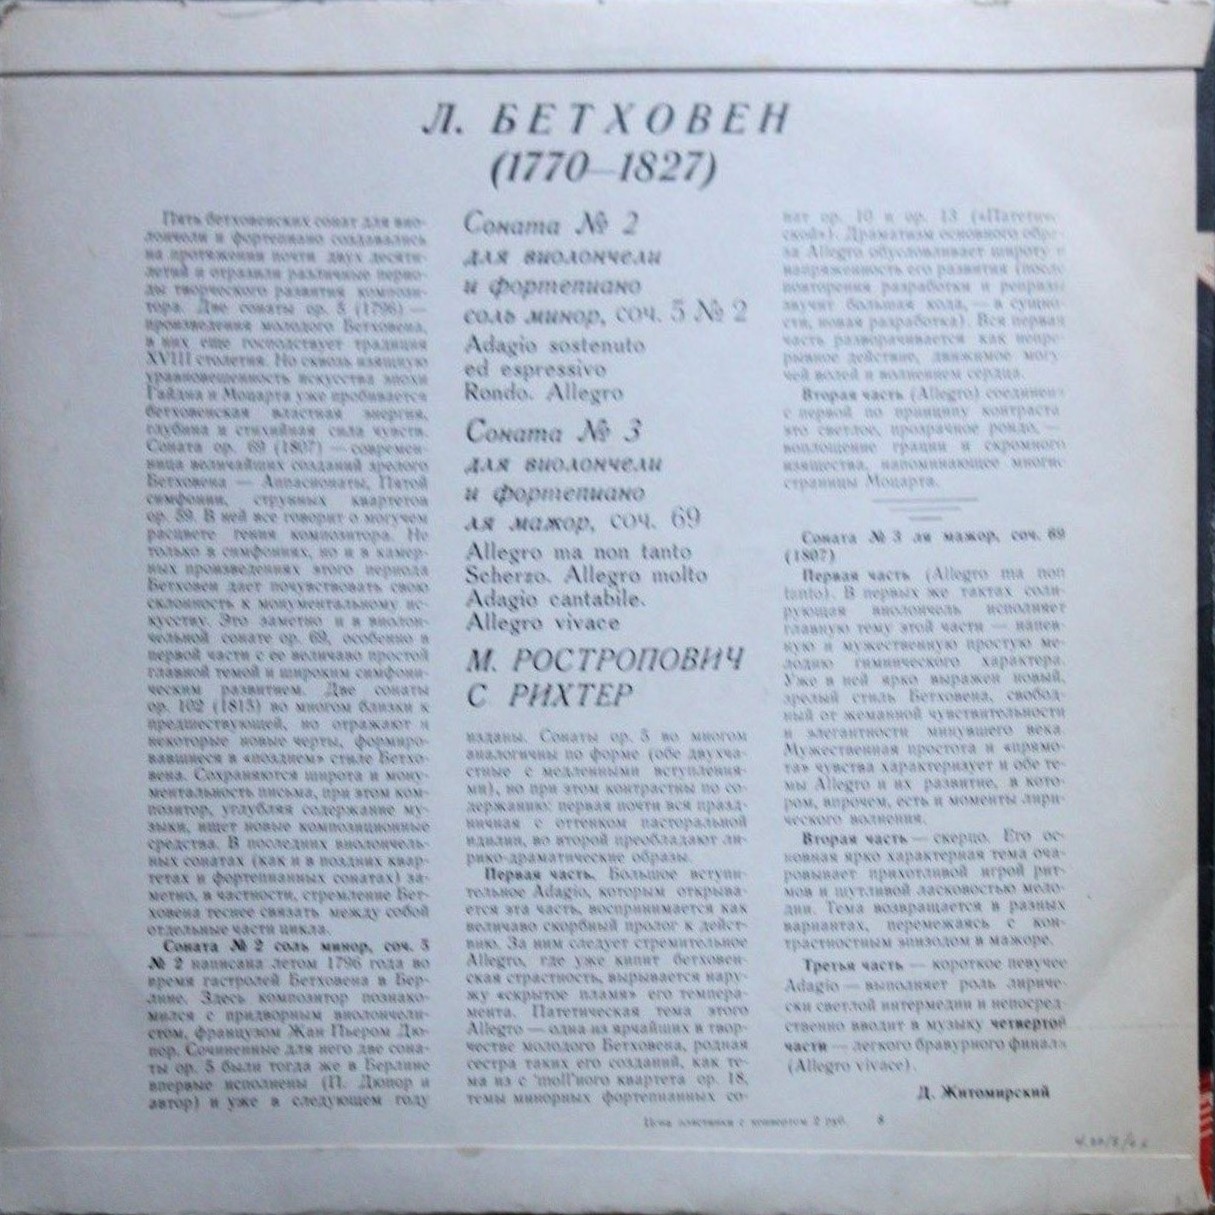 Л. БЕТХОВЕН
(1770—1827)
Пять бетховенских сонат для вио-
лончели и фортепиано создавались
на протяжении почти двух десяти-
летий и отразили различные перио-
ды творческого развития компози-
тора. Две сонаты ор. 5 (1796) —
произведения молодого Бетховена,
в них еще господствует традиция
XVIII столетия. Но сквозь изящную
уравновешенность искусства эпохи
Гайдна и Моцарта уже пробивается
бетховенская властная энергия,
глубина и стихийная сила чувств.
Соната ор. 69 (1807) — современ-
ница величайших созданий зрелого
Бетховена — Аппасионаты, Пятой
симфонии, струнных квартетов
ор. 59. В ней все говорит о могучем
расцвете гения композитора. Не
только в симфониях, но и в камер-
ных произведениях этого периода
Бетховен дает почувствовать свою
склонность к монументальному ис-
кусству. Это заметно и в виолон-
чельной сонате ор. 69, особенно в
первой части с ее величаво простой
главной темой и широким симфони-
ческим развитием. Две сонаты
ор. 102 (1815) во многом близки к
предшествующей, но отражают и
некоторые новые черты, формиро-
вавшиеся в «позднем» стиле Бетхо-
вена. Сохраняются широта и мону-
ментальность письма, при этом ком-
позитор, углубляя содержание му-
зыки, ищет новые композиционные
средства. В последних виолончель-
ных сонатах (как и в поздних квар-
тетах и фортепианных сонатах) за-
метно, в частности, стремление Бет-
ховена теснее связать между собой
отдельные части цикла.
Соната № 2 соль минор, соч. 5
№ 2 написана летом 1796 года во
время гастролей Бетховена в Бер-
лине. Здесь композитор познако-
мился с придворным виолончели-
стом, французом Жан Пьером Дю-
пор. Сочиненные для него две сона-
ты ор. 5 были тогда же в Берлине
впервые исполнены (П. Дюпор и
автор) и уже в следующем году
Соната № 2
для виолончели
и фортепиано
соль минор, соч. 5 № 2
Adagio sostenuto
ed espressivo
Rondo. Allegro
Соната № 3
для виолончели
и фортепиано
ля мажор, соч. 69
Allegro ma non tanto
Scherzo. Allegro molto
Adagio cantabile.
Allegro vivace
М. РОСТРОПОВИЧ
С РИХТЕР
изданы. Сонаты ор. 5 во многом
аналогичны по форме (обе двухча-
стные с медленными вступления-
ми), но при этом контрастны по со-
держанию: первая почти вся празд-
ничная с оттенком пасторальной
идиллии, во второй преобладают ли-
рико-драматические образы.
Первая часть. Большое вступи-
тельное Adagio, которым открыва-
ется эта часть, воспринимается как
величаво скорбный пролог к дейст-
вию. За ним следует стремительное
Allegro, где уже кипит бетховен-
ская страстность, вырывается нару-
жу «скрытое пламя» его темпера-
мента. Патетическая тема этого
Allegro — одна из ярчайших в твор-
честве молодого Бетховена, родная
сестра таких его созданий, как те-
ма из с 'moll'ного квартета ор. 18,
темы минорных фортепианных со-
нат ор. 10 и ор. 13 («Патетиче-
ской»). Драматизм основного обра-
за Allegro обусловливает широту и
напряженность его развития (после
повторения разработки и репризы
звучит большая кода, — в сущно-
сти, новая разработка). Вся первая
часть разворачивается как непре-
рывное действие, движимое могу-
чей волей и волнением сердца.
Вторая часть (Allegro) соединена
с первой по принципу контраста
это светлое, прозрачное рондо, —
воплощение грации и скромного
изящества, напоминающее многие
страницы Моцарта.
Соната № 3 ля мажор, соч. 69
(1807)
Первая часть (Allegro ma non
tanto). В первых же тактах соли-
рующая виолончель исполняет
главную тему этой части — напев-
ную и мужественную простую ме-
лодию гимнического характера.
Уже в ней ярко выражен новый,
зрелый стиль Бетховена, свобод-
ный от жеманной чувствительности
и элегантности минувшего века.
Мужественная простота и «прямо-
та» чувства характеризует и обе те-
мы Allegro и их развитие, в кото-
ром, впрочем, есть и моменты лири-
ческого волнения.
Вторая часть — скерцо. Его ос-
новная ярко характерная тема оча-
ровывает прихотливой игрой рит-
мов и шутливой ласковостью мело-
дии. Тема возвращается в разных
вариантах, перемежаясь с кон-
трастностным эпизодом в мажоре.
Третья часть — короткое певучее
Adagio — выполняет роль лириче-
ски светлой интермедии и непосред-
ственно вводит в музыку четвертой
части — легкого бравурного финала
(Allegro vivace).
Д. Житомирский
Цена пластинки с конвертом 2 руб. 8